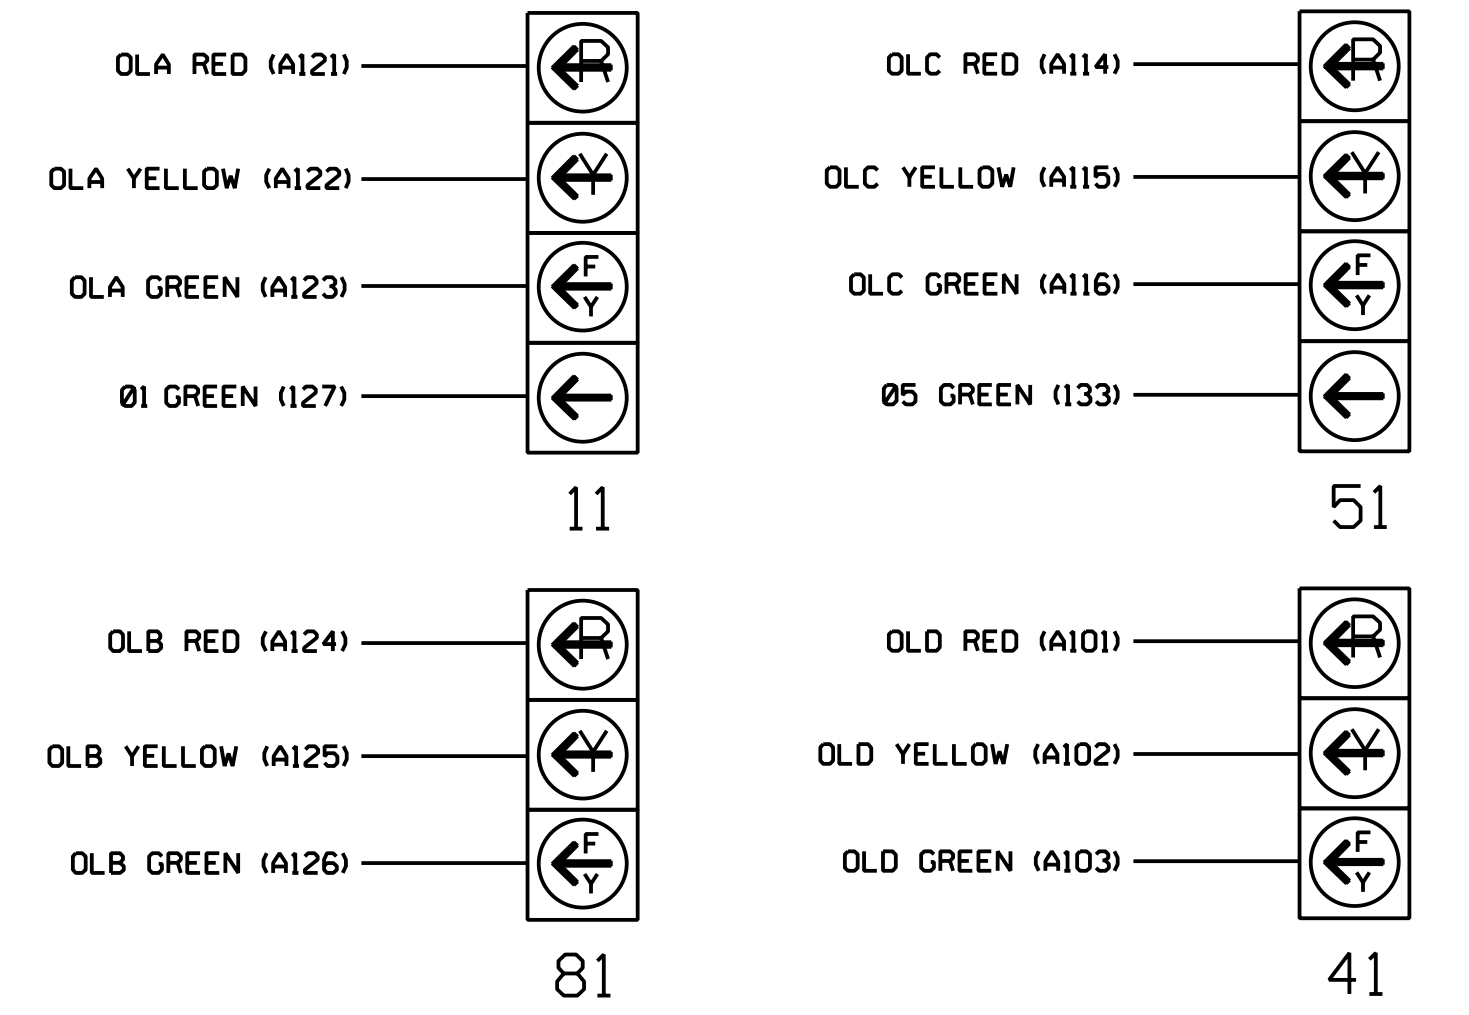 OLA RED (A121)
R
OLA YELLOW (A122)
Y
OLA GREEN (A123)
F
Y
Ø1 GREEN (127)
11
OLC RED (A114)
R
OLC YELLOW (A115)
Y
OLC GREEN (A116)
F
Y
Ø5 GREEN (133)
51
OLB RED (A124)
R
OLB YELLOW (A125)
Y
OLB GREEN (A126)
F
Y
81
OLD RED (A101)
R
OLD YELLOW (A102)
Y
OLD GREEN (A103)
F
Y
41